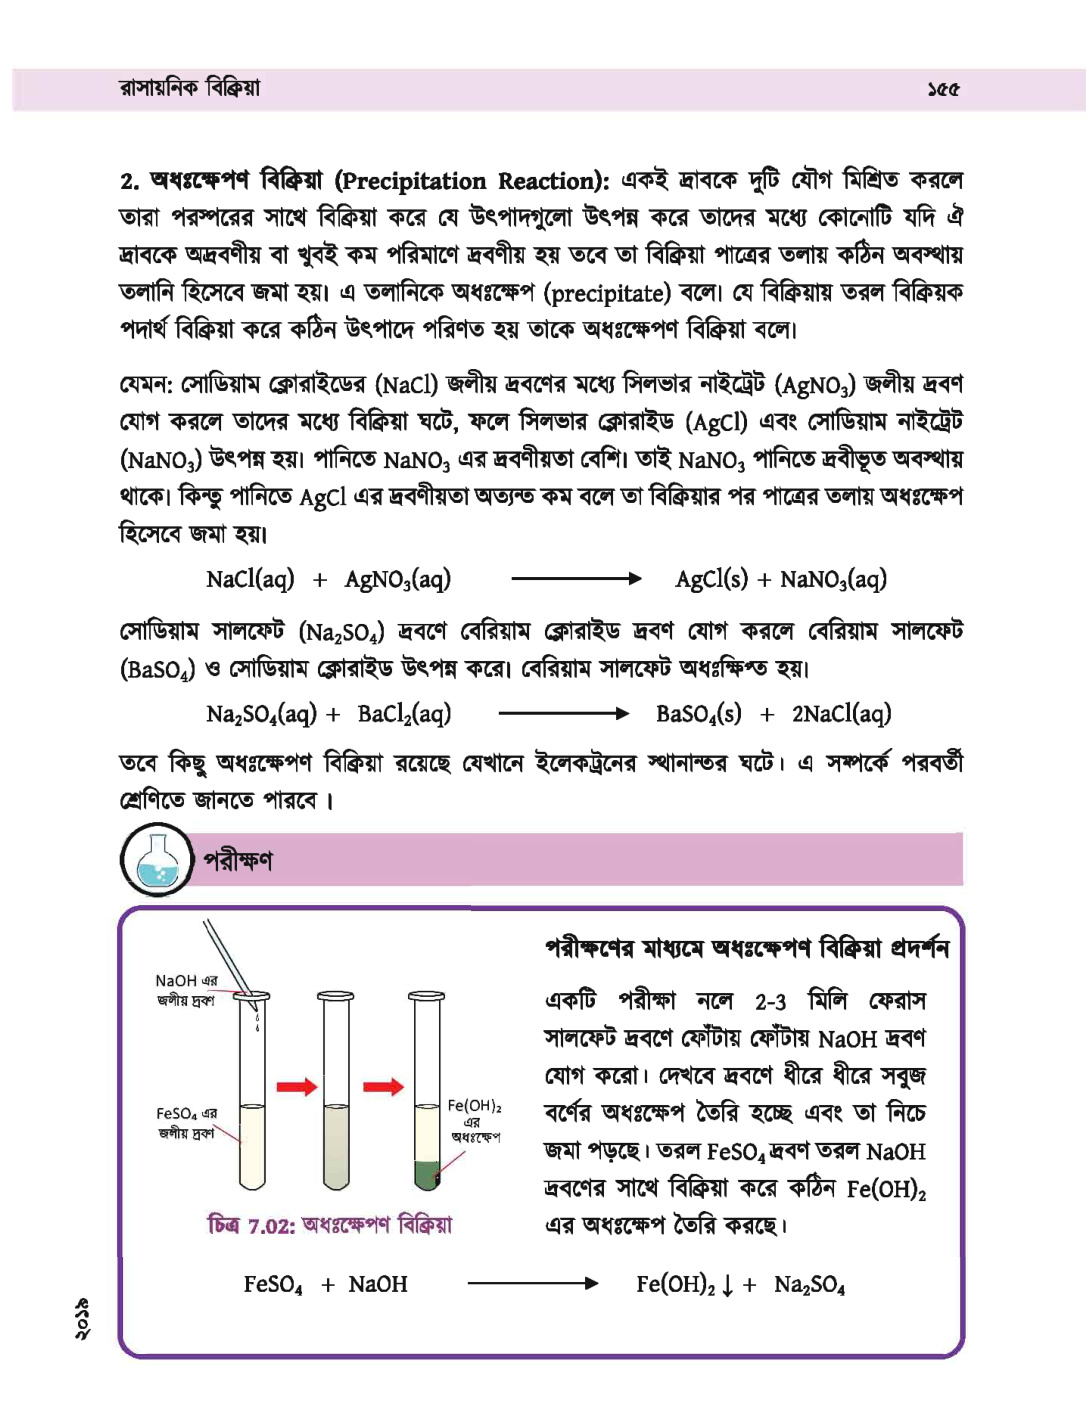 রাসায়নিক বিক্রিয়া ১৫৫
2. অধঃক্ষেপণ বিক্রিয়া (Precipitation Reaction): একই দ্রাবকে দুটি যৌগ মিশ্রিত করলে
তারা পরস্পরের সাথে বিক্রিয়া করে যে উৎপাদগুলো উৎপন্ন করে তাদের মধ্যে কোনোটি যদি ঐ
দ্রাবকে অদ্রবণীয় বা খুবই কম পরিমাণে দ্রবণীয় হয় তবে তা বিক্রিয়া পাত্রের তলায় কঠিন অবস্থায়
তলানি হিসেবে জমা হয়। এ তলানিকে অধঃক্ষেপ (precipitate) বলে। যে বিক্রিয়ায় তরল বিক্রিয়ক
পদার্থ বিক্রিয়া করে কঠিন উৎপাদে পরিণত হয় তাকে অধঃক্ষেপণ বিক্রিয়া বলে।
যেমন: সোডিয়াম ক্লোরাইডের (NaCl) জলীয় দ্রবণের মধ্যে সিলভার নাইট্রেট (AgNO₃) জলীয় দ্রবণ
যোগ করলে তাদের মধ্যে বিক্রিয়া ঘটে, ফলে সিলভার ক্লোরাইড (AgCl) এবং সোডিয়াম নাইট্রেট
(NaNO₃) উৎপন্ন হয়। পানিতে NaNO₃ এর দ্রবণীয়তা বেশি। তাই NaNO₃ পানিতে দ্রবীভূত অবস্থায়
থাকে। কিন্তু পানিতে AgCl এর দ্রবণীয়তা অত্যন্ত কম বলে তা বিক্রিয়ার পর পাত্রের তলায় অধঃক্ষেপ
হিসেবে জমা হয়।
NaCl(aq) + AgNO₃(aq) ⟶ AgCl(s) + NaNO₃(aq)
সোডিয়াম সালফেট (Na₂SO₄) দ্রবণে বেরিয়াম ক্লোরাইড দ্রবণ যোগ করলে বেরিয়াম সালফেট
(BaSO₄) ও সোডিয়াম ক্লোরাইড উৎপন্ন করে। বেরিয়াম সালফেট অধঃক্ষিপ্ত হয়।
Na₂SO₄(aq) + BaCl₂(aq) ⟶ BaSO₄(s) + 2NaCl(aq)
তবে কিছু অধঃক্ষেপণ বিক্রিয়া রয়েছে যেখানে ইলেকট্রনের স্থানান্তর ঘটে। এ সম্পর্কে পরবর্তী
শ্রেণিতে জানতে পারবে ।
পরীক্ষণ
NaOH এর
জলীয় দ্রবণ
FeSO₄ এর
জলীয় দ্রবণ
Fe(OH)₂
এর
অধঃক্ষেপ
চিত্র 7.02: অধঃক্ষেপণ বিক্রিয়া
পরীক্ষণের মাধ্যমে অধঃক্ষেপণ বিক্রিয়া প্রদর্শন
একটি পরীক্ষা নলে 2-3 মিলি ফেরাস
সালফেট দ্রবণে ফোঁটায় ফোঁটায় NaOH দ্রবণ
যোগ করো। দেখবে দ্রবণে ধীরে ধীরে সবুজ
বর্ণের অধঃক্ষেপ তৈরি হচ্ছে এবং তা নিচে
জমা পড়ছে। তরল FeSO₄ দ্রবণ তরল NaOH
দ্রবণের সাথে বিক্রিয়া করে কঠিন Fe(OH)₂
এর অধঃক্ষেপ তৈরি করছে।
FeSO₄ + NaOH ⟶ Fe(OH)₂↓ + Na₂SO₄
২০১৯